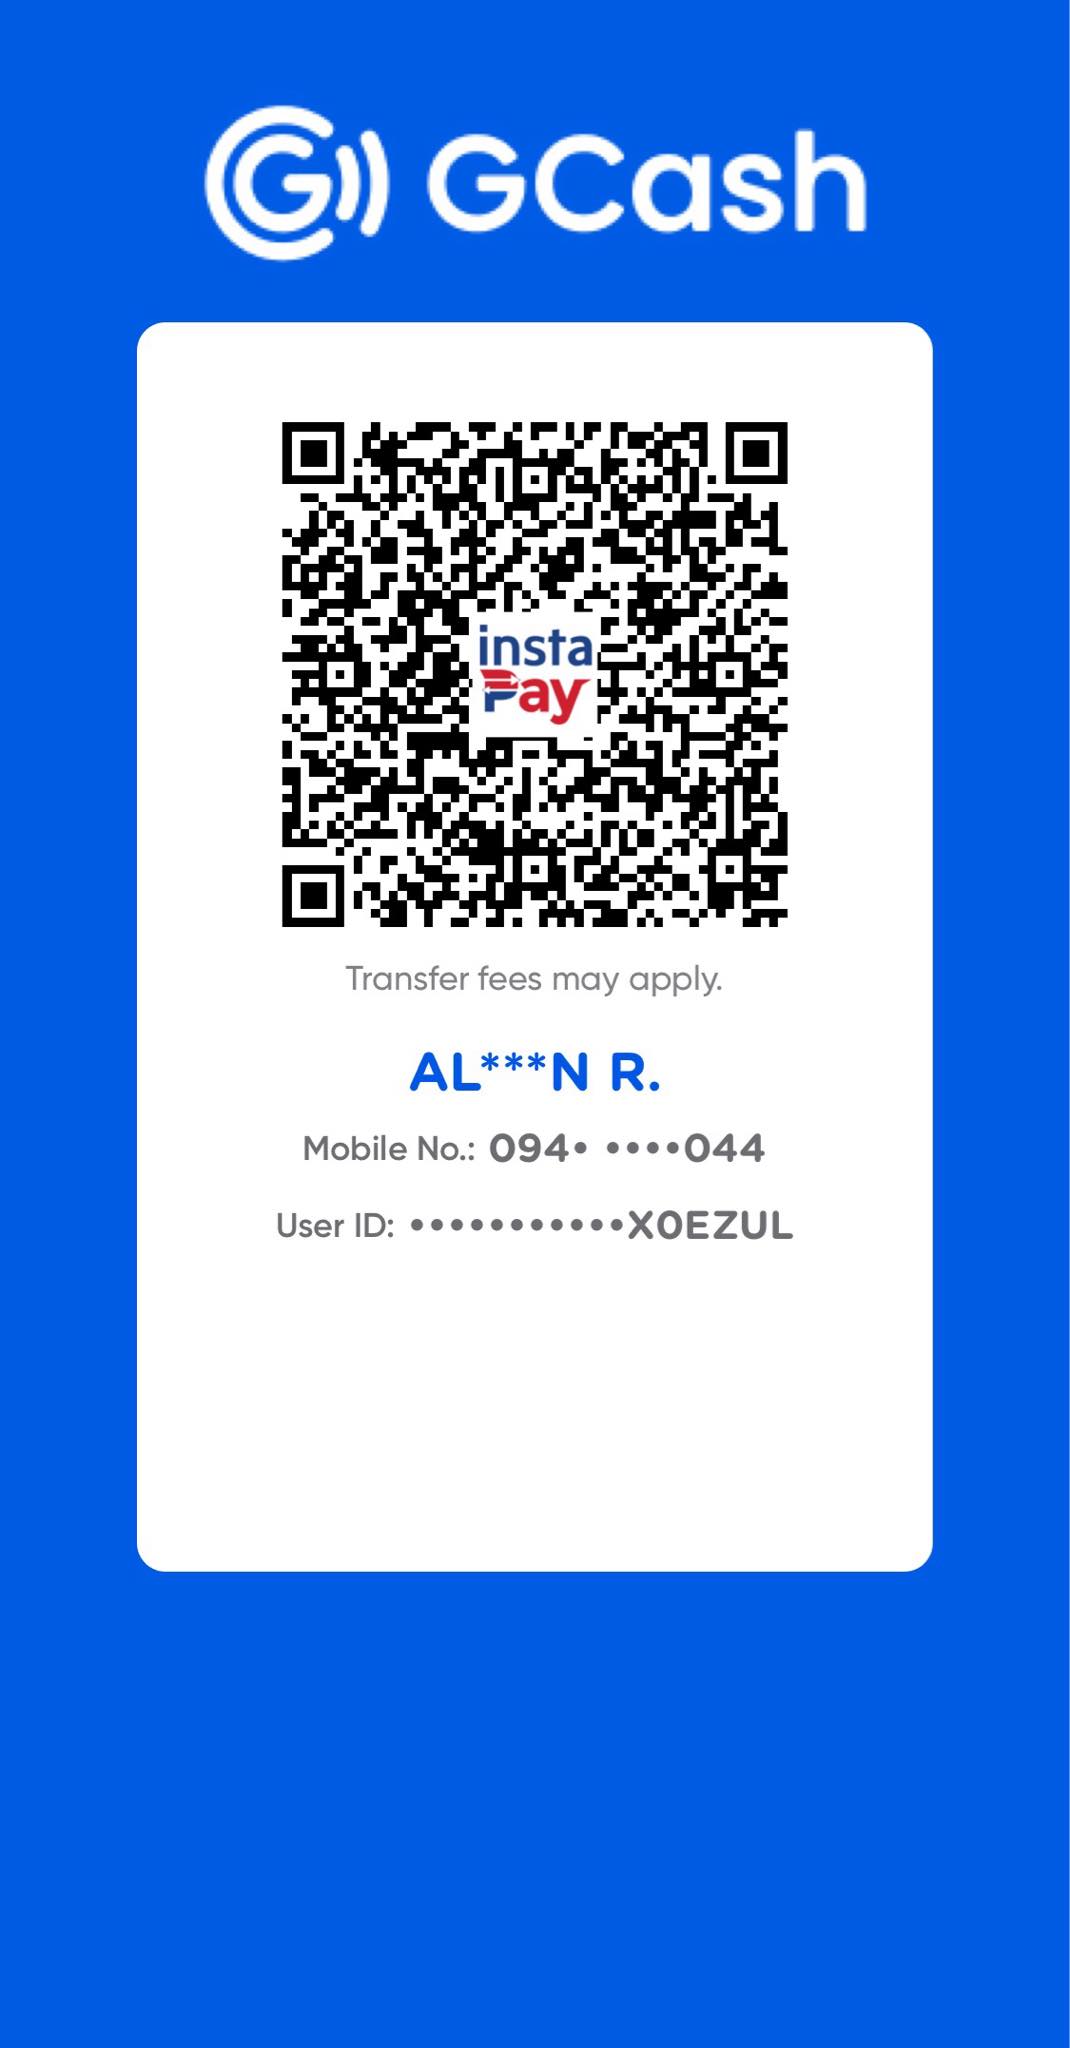 GCash
insta
Pay
Transfer fees may apply.
AL***N R.
Mobile No.: 094• ••••044
User ID: •••••••••••X0EZUL